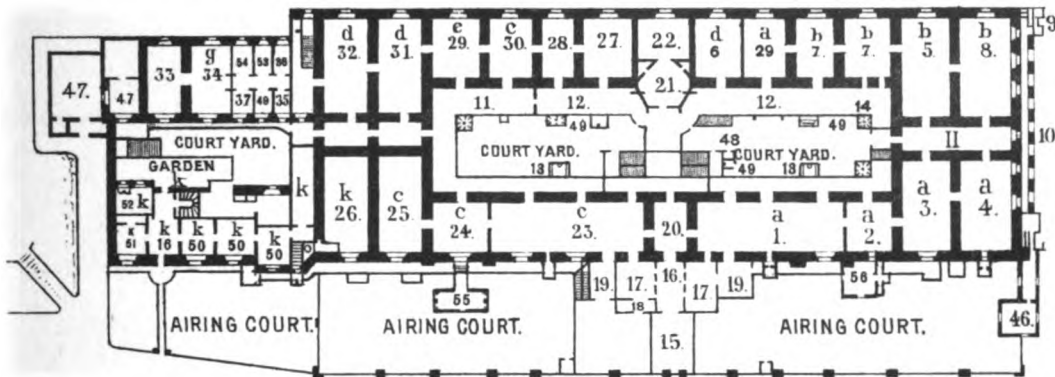 d 32.
d 31.
e 29.
c 30.
28.
27.
22.
d 6
a 29
b 7.
b 7.
b 5.
b 8.
9
33
g 34
54
53
36
37
49
35
47.
47
21.
11.
12.
12.
14
49
49
48
49
13
13
II
10
COURT YARD.
COURT YARD.
COURT YARD.
GARDEN
k
k
52
k
51
k 16
k 50
k 50
k 50
k
k 26.
c 25.
c 24.
c 23.
20.
a 1.
a 2.
a 3.
a 4.
19.
17.
18
16.
17.
19.
56
55
15.
46.
AIRING COURT.
AIRING COURT.
AIRING COURT.